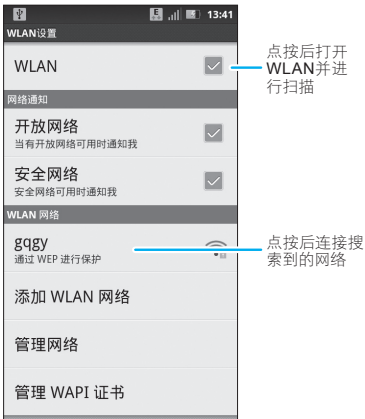 E 13:41
WLAN设置
WLAN
点按后打开
WLAN并进
行扫描
网络通知
开放网络
当有开放网络可用时通知我
安全网络
安全网络可用时通知我
WLAN 网络
gqgy
通过 WEP 进行保护
点按后连接搜
索到的网络
添加 WLAN 网络
管理网络
管理 WAPI 证书